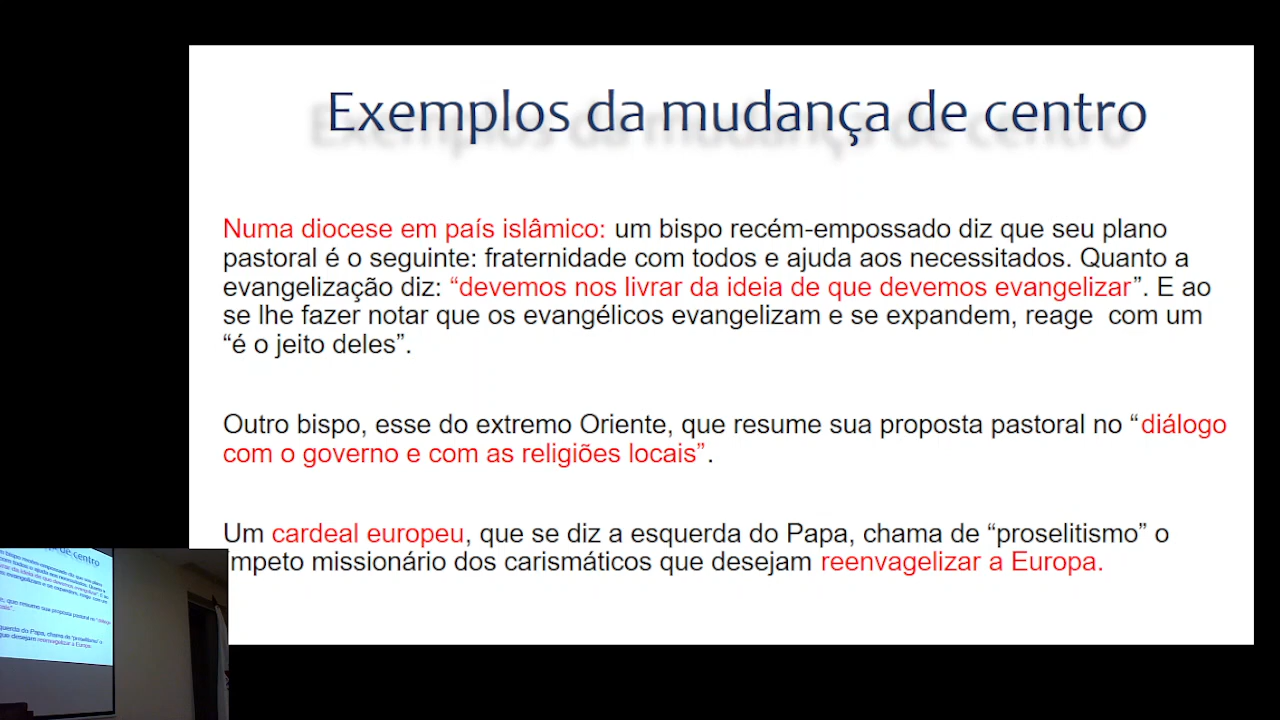 Exemplos da mudança de centro
Numa diocese em país islâmico: um bispo recém-empossado diz que seu plano
pastoral é o seguinte: fraternidade com todos e ajuda aos necessitados. Quanto a
evangelização diz: “devemos nos livrar da ideia de que devemos evangelizar”. E ao
se lhe fazer notar que os evangélicos evangelizam e se expandem, reage com um
“é o jeito deles”.
Outro bispo, esse do extremo Oriente, que resume sua proposta pastoral no “diálogo
com o governo e com as religiões locais”.
Um cardeal europeu, que se diz a esquerda do Papa, chama de “proselitismo” o
mpeto missionário dos carismáticos que desejam reenvagelizar a Europa.